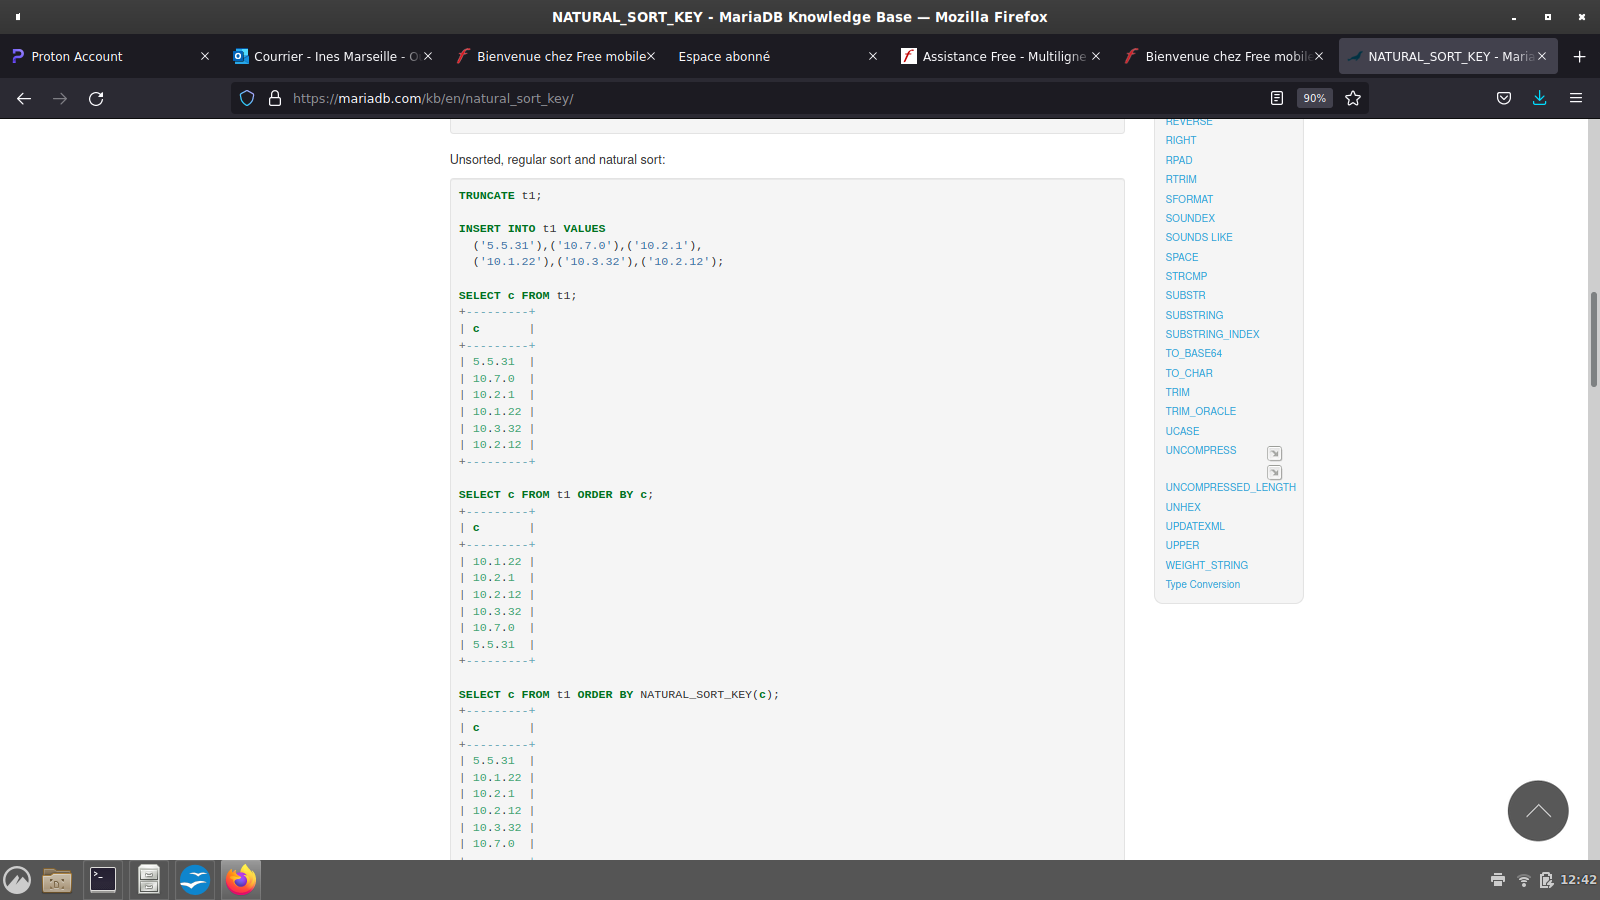 NATURAL_SORT_KEY - MariaDB Knowledge Base — Mozilla Firefox
Proton Account
Courrier - Ines Marseille - O
Bienvenue chez Free mobile
Espace abonné
Assistance Free - Multiligne
Bienvenue chez Free mobile
NATURAL_SORT_KEY - Maria
https://mariadb.com/kb/en/natural_sort_key/
90%
Unsorted, regular sort and natural sort:
TRUNCATE t1;
INSERT INTO t1 VALUES
('5.5.31'),('10.7.0'),('10.2.1'),
('10.1.22'),('10.3.32'),('10.2.12');
SELECT c FROM t1;
+---------+
| c       |
+---------+
| 5.5.31  |
| 10.7.0  |
| 10.2.1  |
| 10.1.22 |
| 10.3.32 |
| 10.2.12 |
+---------+
SELECT c FROM t1 ORDER BY c;
+---------+
| c       |
+---------+
| 10.1.22 |
| 10.2.1  |
| 10.2.12 |
| 10.3.32 |
| 10.7.0  |
| 5.5.31  |
+---------+
SELECT c FROM t1 ORDER BY NATURAL_SORT_KEY(c);
+---------+
| c       |
+---------+
| 5.5.31  |
| 10.1.22 |
| 10.2.1  |
| 10.2.12 |
| 10.3.32 |
| 10.7.0  |
REVERSE
RIGHT
RPAD
RTRIM
SFORMAT
SOUNDEX
SOUNDS LIKE
SPACE
STRCMP
SUBSTR
SUBSTRING
SUBSTRING_INDEX
TO_BASE64
TO_CHAR
TRIM
TRIM_ORACLE
UCASE
UNCOMPRESS
UNCOMPRESSED_LENGTH
UNHEX
UPDATEXML
UPPER
WEIGHT_STRING
Type Conversion
12:42